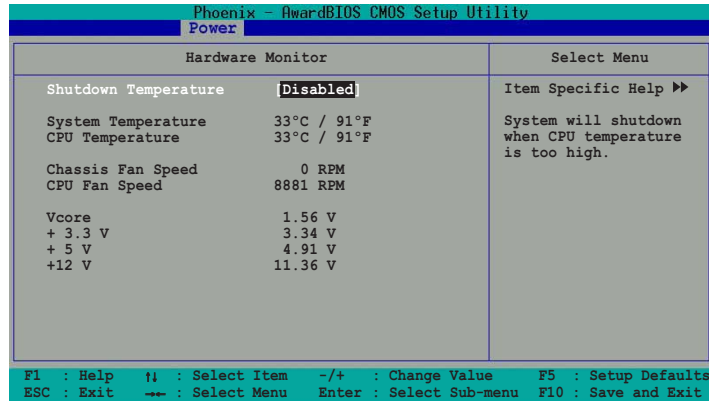 Phoenix - AwardBIOS CMOS Setup Utility
Power
Hardware Monitor
Select Menu
Shutdown Temperature [Disabled]
Item Specific Help ▶▶
System Temperature 33°C / 91°F
CPU Temperature 33°C / 91°F
System will shutdown
when CPU temperature
is too high.
Chassis Fan Speed 0 RPM
CPU Fan Speed 8881 RPM
Vcore 1.56 V
+ 3.3 V 3.34 V
+ 5 V 4.91 V
+12 V 11.36 V
F1 : Help ↑↓ : Select Item -/+ : Change Value F5 : Setup Defaults
ESC : Exit →← : Select Menu Enter : Select Sub-menu F10 : Save and Exit